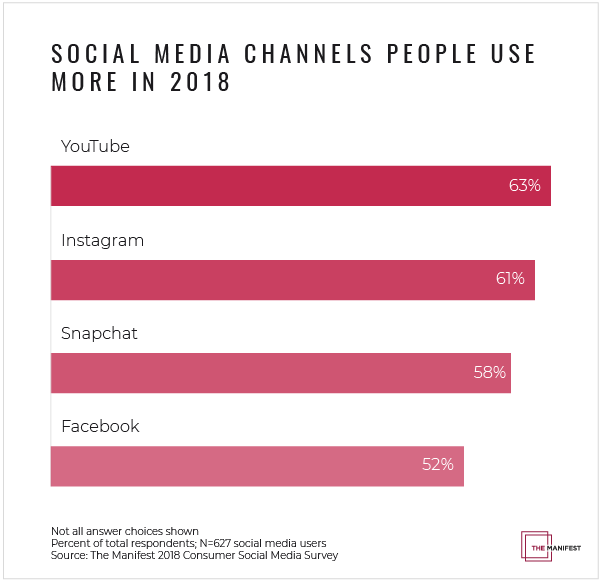 SOCIAL MEDIA CHANNELS PEOPLE USE
MORE IN 2018
YouTube
63%
Instagram
61%
Snapchat
58%
Facebook
52%
Not all answer choices shown
Percent of total respondents; N=627 social media users
Source: The Manifest 2018 Consumer Social Media Survey
THE MANIFEST